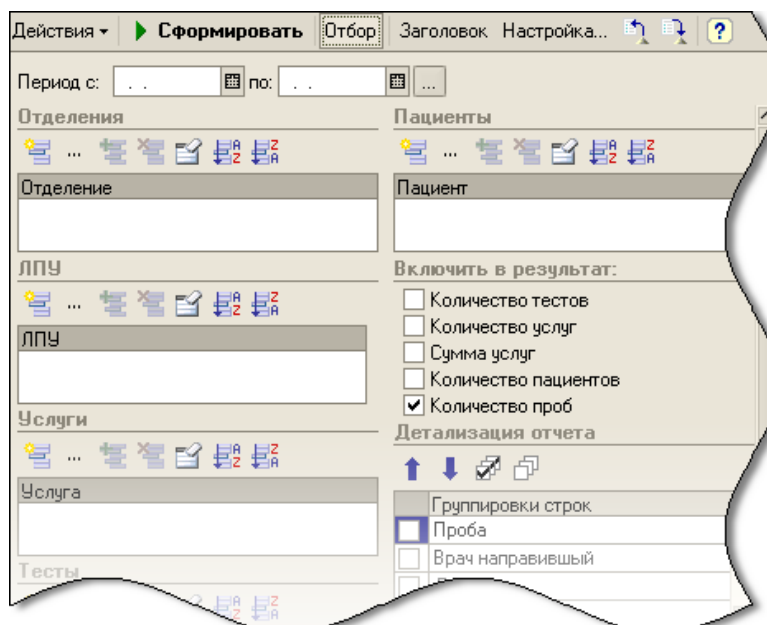 Действия Сформировать Отбор Заголовок Настройка... ?
Период с: . . по: . . ...
Отделения
...
Отделение
Пациенты
...
Пациент
ЛПУ
...
ЛПУ
Включить в результат:
Количество тестов
Количество услуг
Сумма услуг
Количество пациентов
Количество проб
Услуги
...
Услуга
Детализация отчета
Группировки строк
Проба
Врач направивший
Тесты